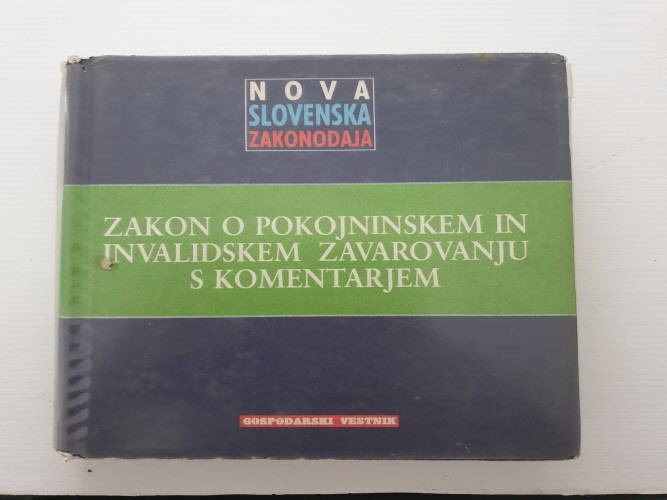 NOVA
SLOVENSKA
ZAKONODAJA
ZAKON O POKOJNINSKEM IN
INVALIDSKEM ZAVAROVANJU
S KOMENTARJEM
GOSPODARSKI VESTNIK